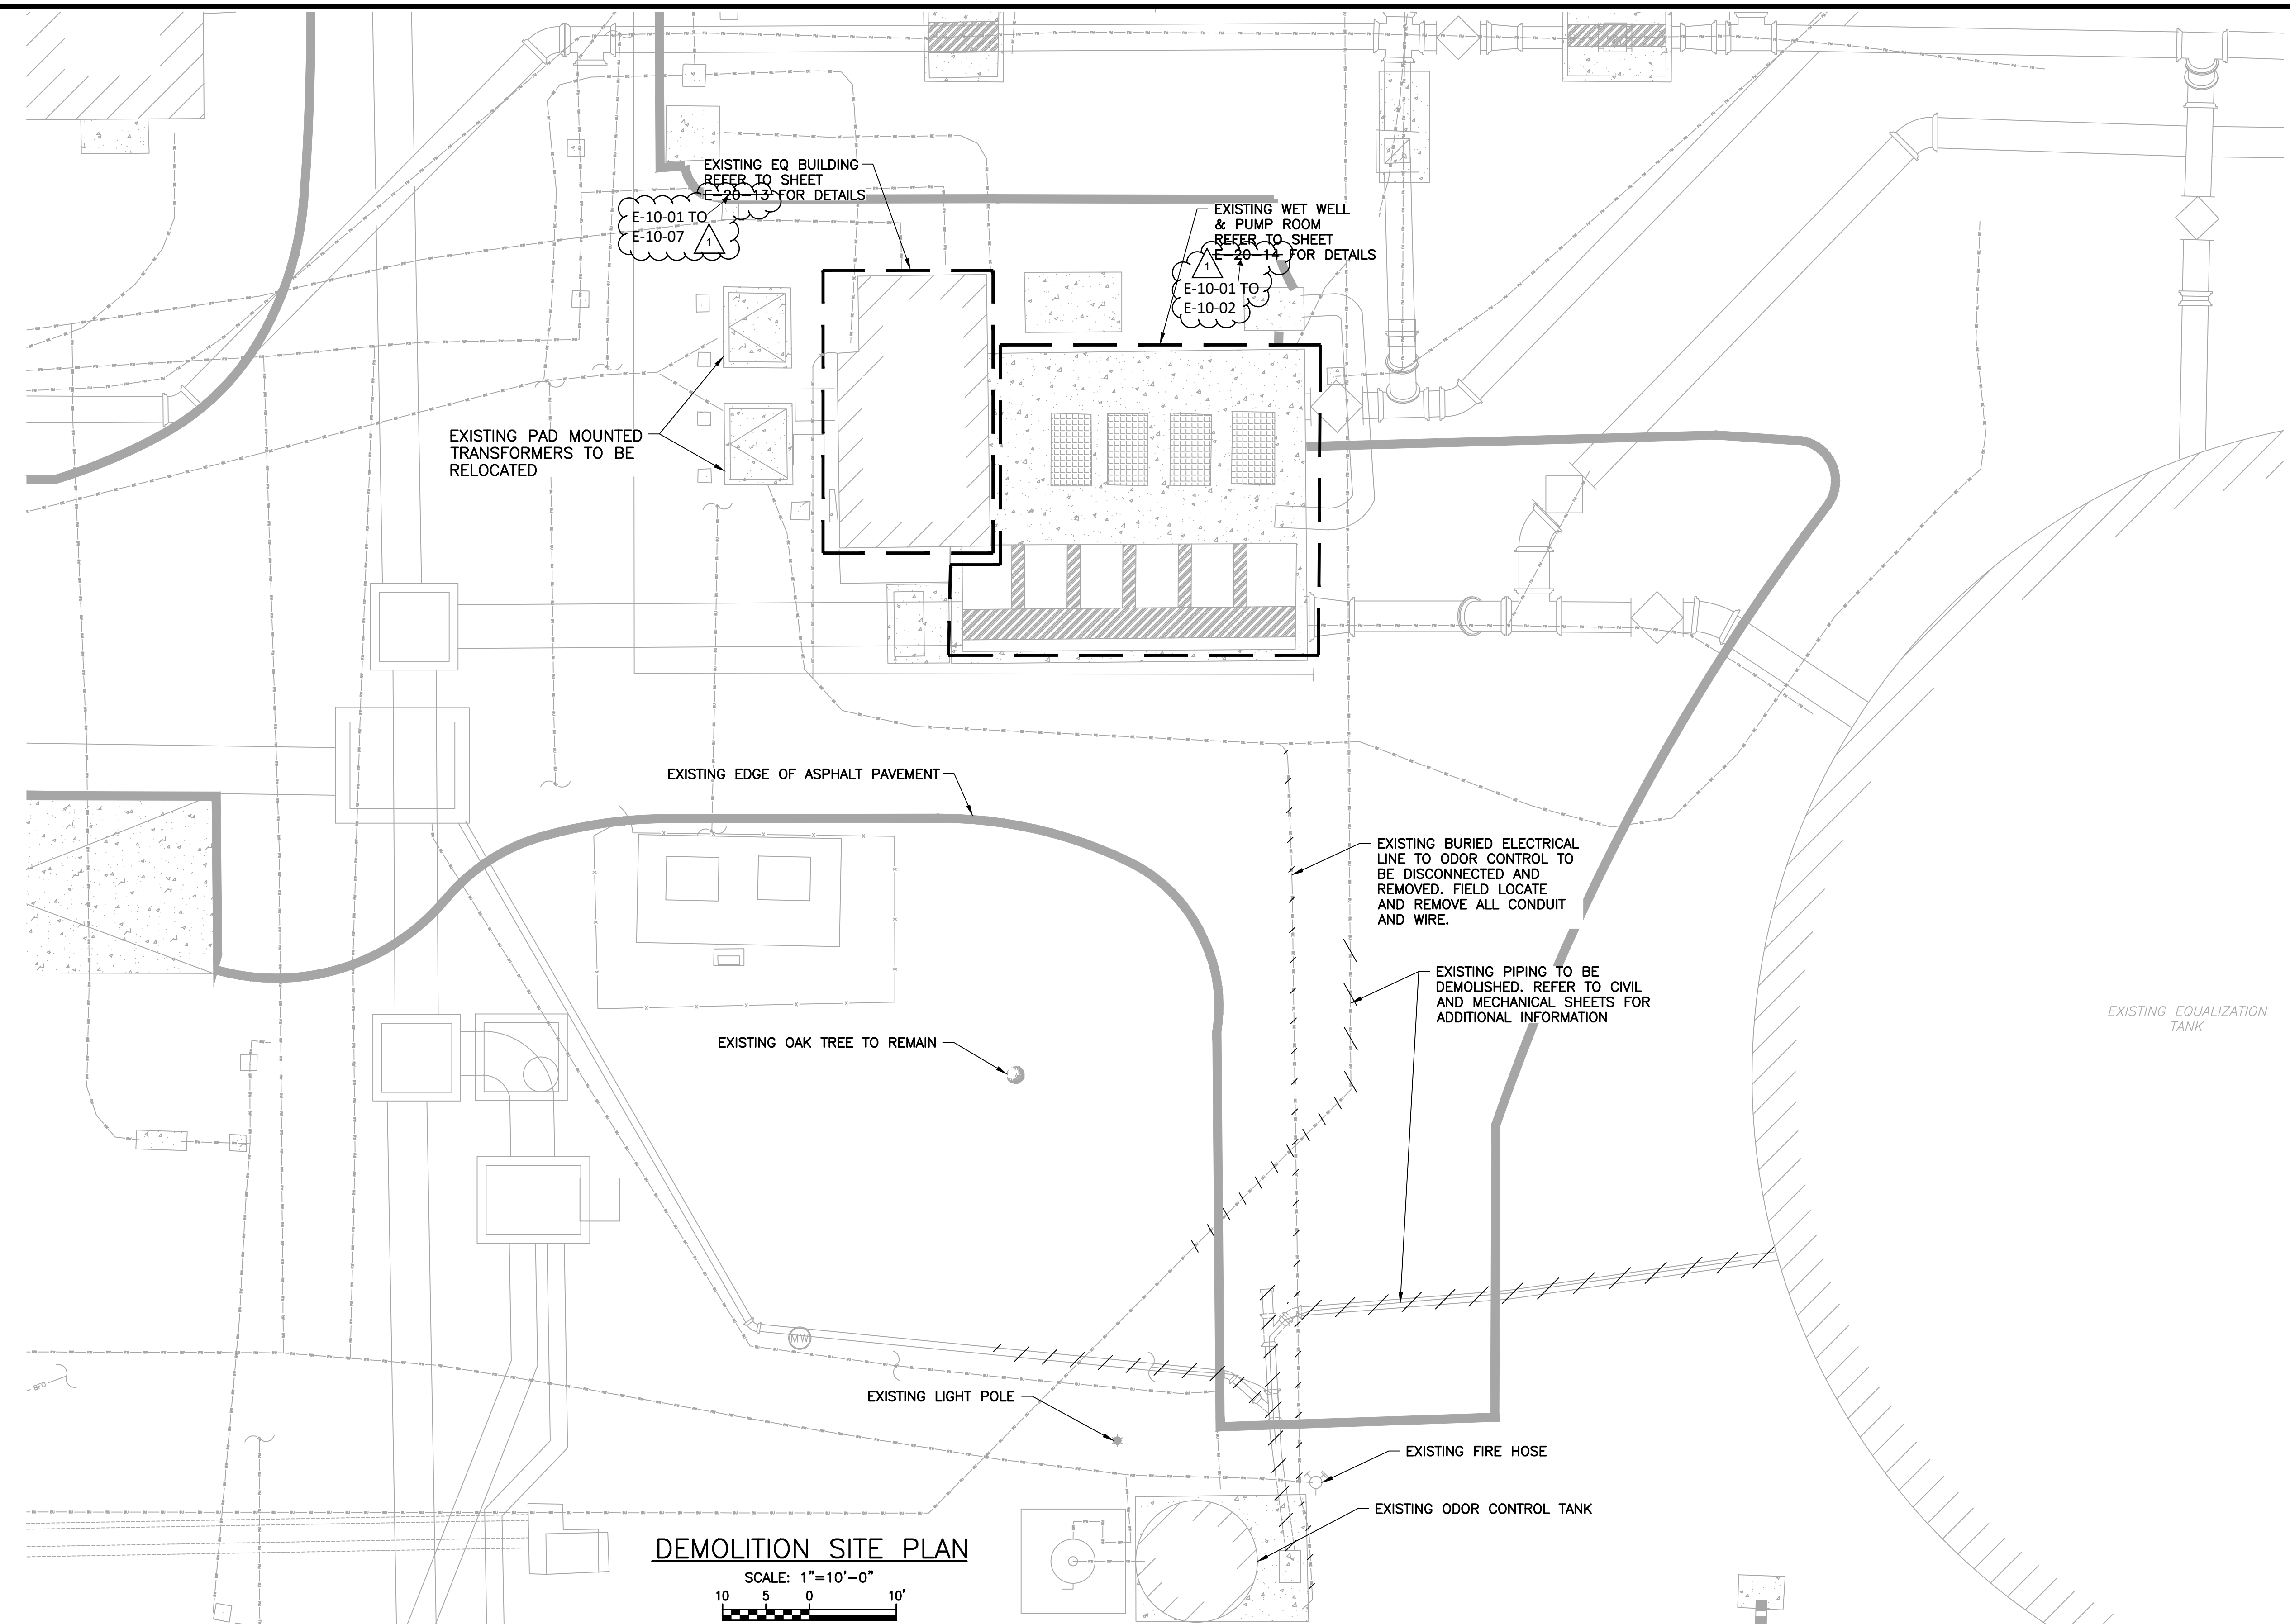 EXISTING EQ BUILDING
REFER TO SHEET
E-20-13 FOR DETAILS
E-10-01 TO
E-10-07
1
EXISTING WET WELL
& PUMP ROOM
REFER TO SHEET
E-20-14 FOR DETAILS
1
E-10-01 TO
E-10-02
EXISTING PAD MOUNTED
TRANSFORMERS TO BE
RELOCATED
EXISTING EDGE OF ASPHALT PAVEMENT
EXISTING BURIED ELECTRICAL
LINE TO ODOR CONTROL TO
BE DISCONNECTED AND
REMOVED. FIELD LOCATE
AND REMOVE ALL CONDUIT
AND WIRE.
EXISTING PIPING TO BE
DEMOLISHED. REFER TO CIVIL
AND MECHANICAL SHEETS FOR
ADDITIONAL INFORMATION
EXISTING EQUALIZATION
TANK
EXISTING OAK TREE TO REMAIN
MW
BFO
EXISTING LIGHT POLE
EXISTING FIRE HOSE
EXISTING ODOR CONTROL TANK
DEMOLITION SITE PLAN
SCALE: 1"=10'-0"
10 5 0 10'